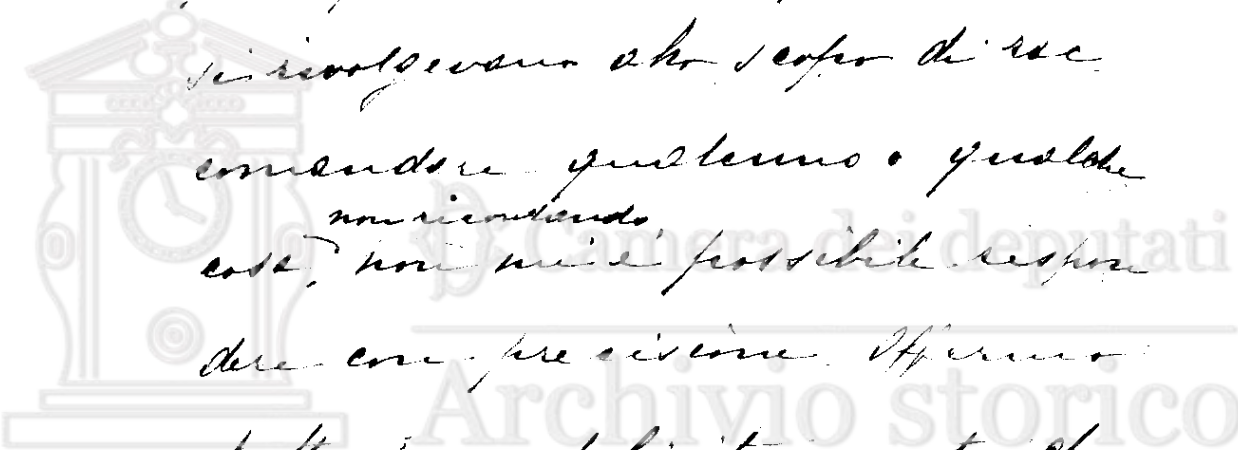 si rivolgevano allo scopo di rac
comandare qualcuno o qualche
non ricordando,
cosa, non mi è possibile rispon
dere con precisione. Affermo
Camera dei deputati
Archivio storico